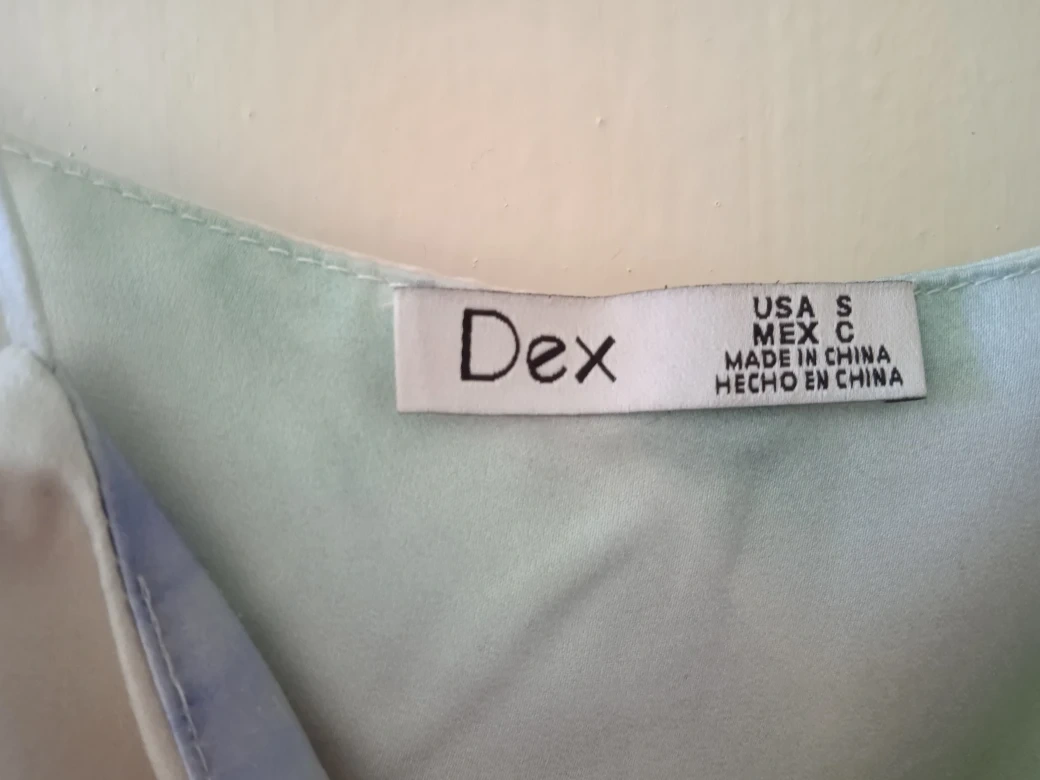 Dex
USA S
MEX C
MADE IN CHINA
HECHO EN CHINA